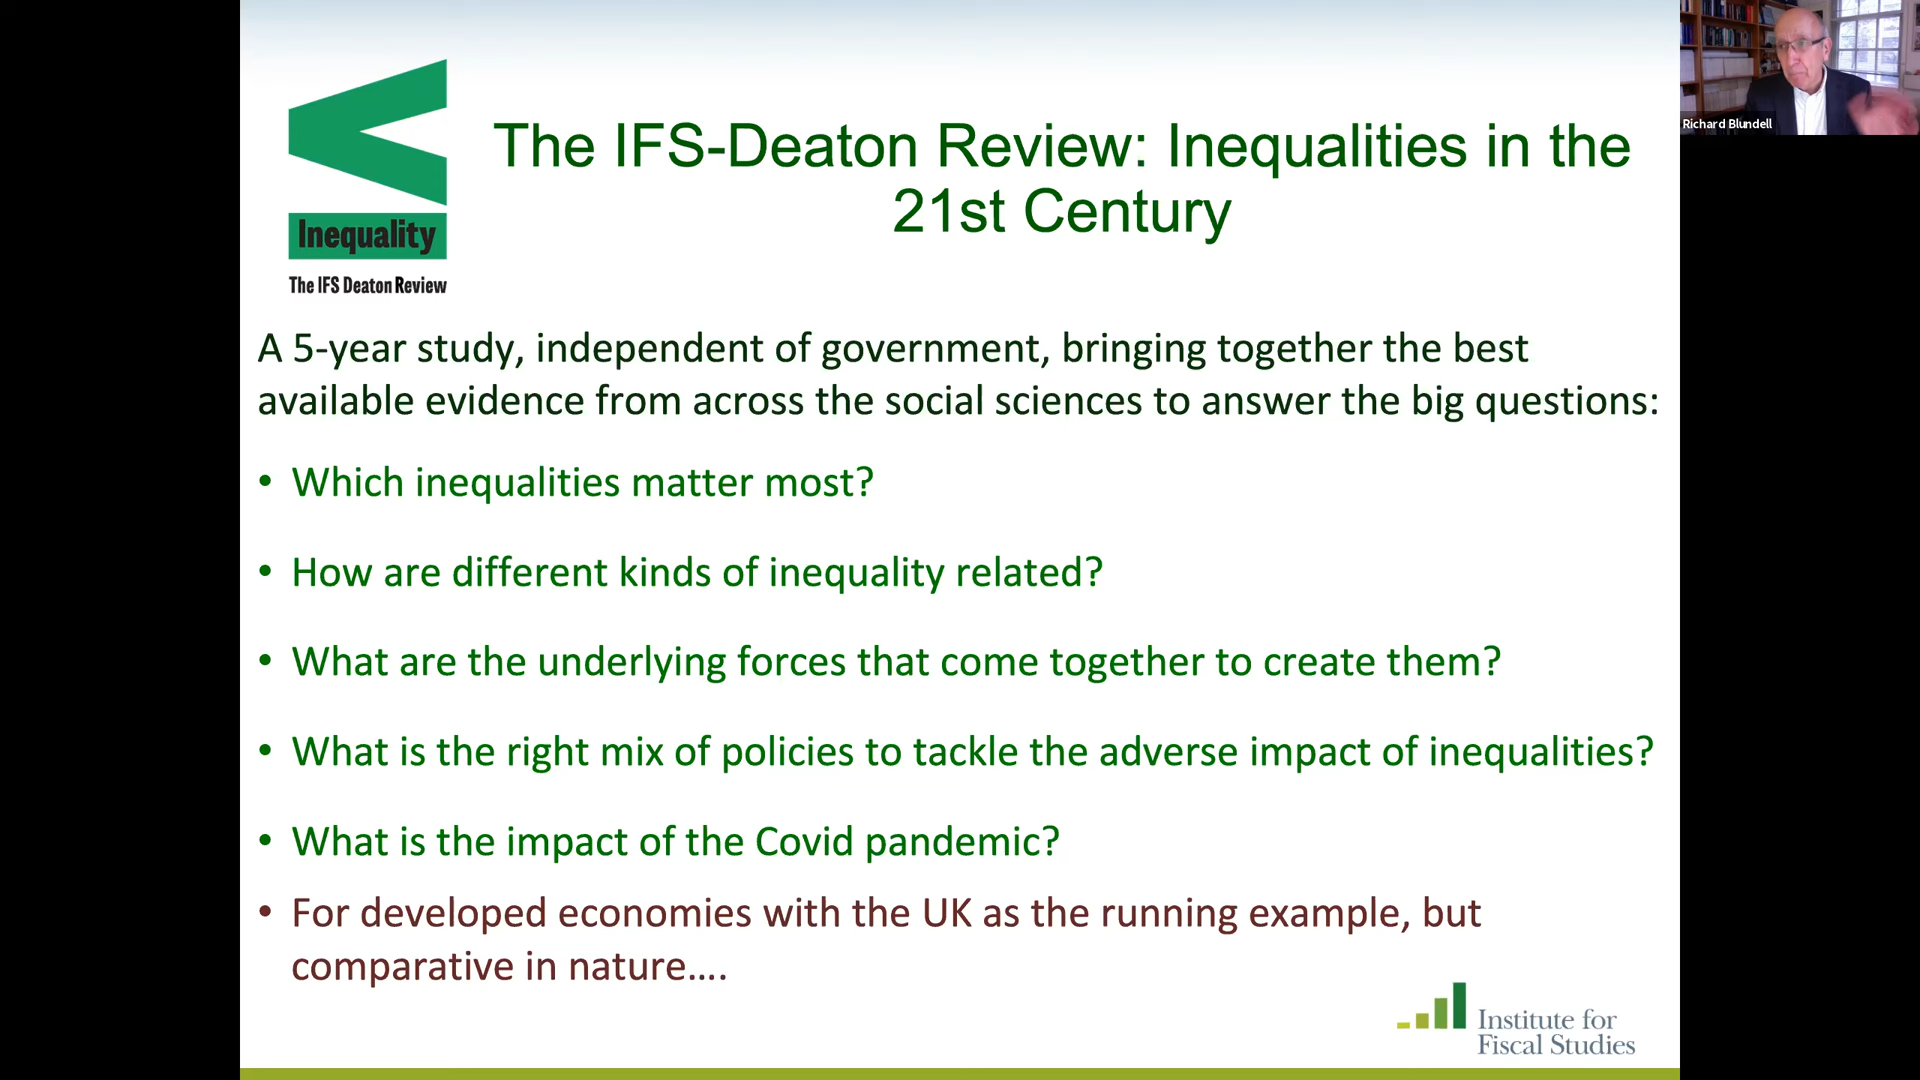 Richard Blundell
The IFS-Deaton Review: Inequalities in the
21st Century
Inequality
The IFS Deaton Review
A 5-year study, independent of government, bringing together the best
available evidence from across the social sciences to answer the big questions:
• Which inequalities matter most?
• How are different kinds of inequality related?
• What are the underlying forces that come together to create them?
• What is the right mix of policies to tackle the adverse impact of inequalities?
• What is the impact of the Covid pandemic?
• For developed economies with the UK as the running example, but
comparative in nature....
Institute for
Fiscal Studies